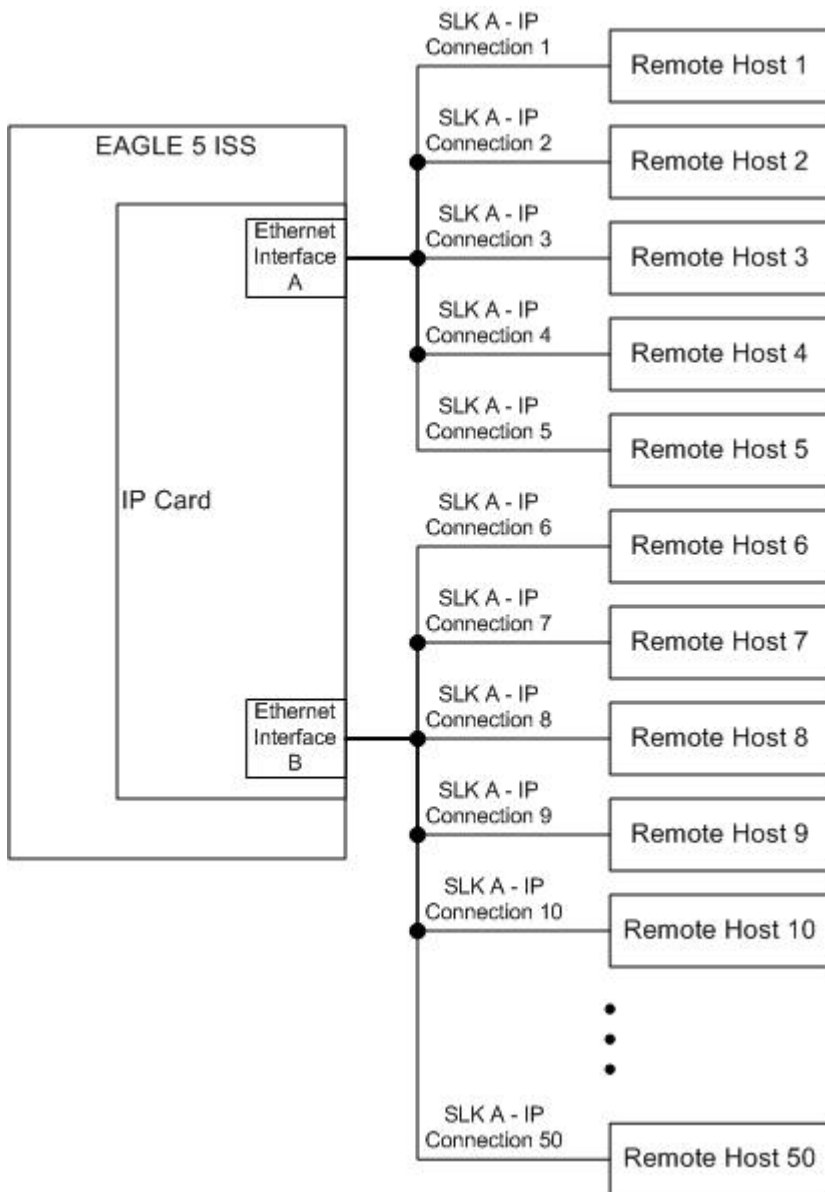 SLK A - IP
Connection 1
Remote Host 1
SLK A - IP
Connection 2
Remote Host 2
EAGLE 5 ISS
Ethernet
Interface
A
SLK A - IP
Connection 3
Remote Host 3
SLK A - IP
Connection 4
Remote Host 4
SLK A - IP
Connection 5
Remote Host 5
IP Card
SLK A - IP
Connection 6
Remote Host 6
SLK A - IP
Connection 7
Remote Host 7
Ethernet
Interface
B
SLK A - IP
Connection 8
Remote Host 8
SLK A - IP
Connection 9
Remote Host 9
SLK A - IP
Connection 10
Remote Host 10
SLK A - IP
Connection 50
Remote Host 50